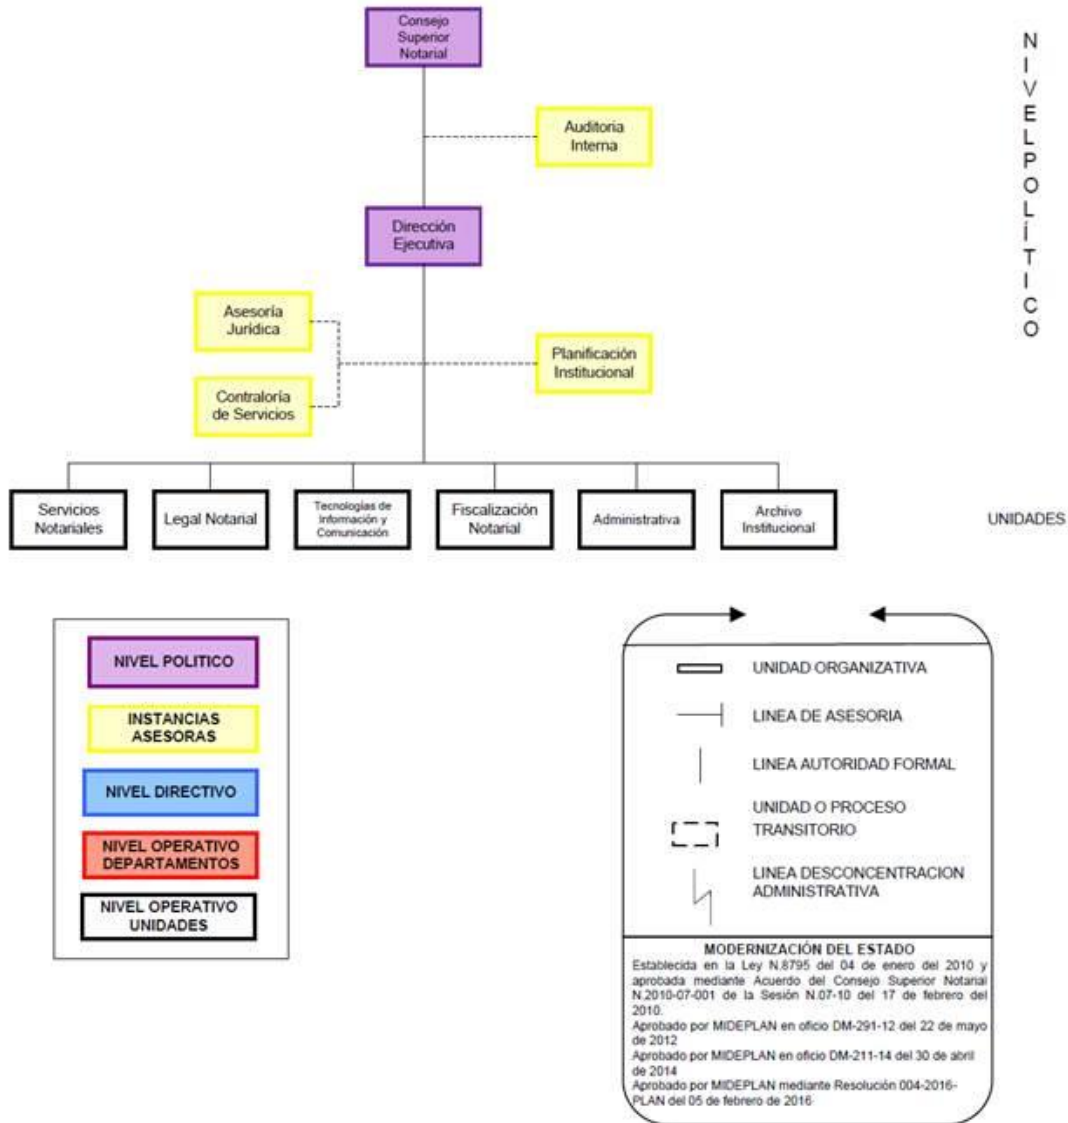 Consejo
Superior
Notarial
N
I
V
E
L
P
O
L
Í
T
I
C
O
Auditoria
Interna
Dirección
Ejecutiva
Asesoría
Jurídica
Planificación
Institucional
Contraloría
de Servicios
Servicios
Notariales
Legal Notarial
Tecnologías de
Información y
Comunicación
Fiscalización
Notarial
Administrativa
Archivo
Institucional
UNIDADES
NIVEL POLITICO
INSTANCIAS
ASESORAS
NIVEL DIRECTIVO
NIVEL OPERATIVO
DEPARTAMENTOS
NIVEL OPERATIVO
UNIDADES
UNIDAD ORGANIZATIVA
LINEA DE ASESORIA
LINEA AUTORIDAD FORMAL
UNIDAD O PROCESO
TRANSITORIO
LINEA DESCONCENTRACION
ADMINISTRATIVA
MODERNIZACIÓN DEL ESTADO
Establecida en la Ley N.8795 del 04 de enero del 2010 y
aprobada mediante Acuerdo del Consejo Superior Notarial
N.2010-07-001 de la Sesión N.07-10 del 17 de febrero del
2010.
Aprobado por MIDEPLAN en oficio DM-291-12 del 22 de mayo
de 2012
Aprobado por MIDEPLAN en oficio DM-211-14 del 30 de abril
de 2014
Aprobado por MIDEPLAN mediante Resolución 004-2016-
PLAN del 05 de febrero de 2016